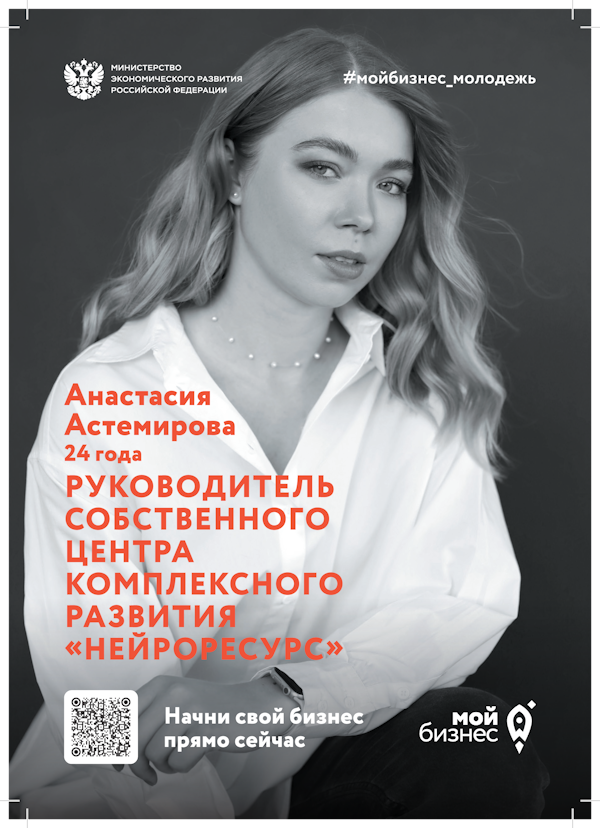 МИНИСТЕРСТВО
ЭКОНОМИЧЕСКОГО РАЗВИТИЯ
РОССИЙСКОЙ ФЕДЕРАЦИИ
#мойбизнес_молодежь
Анастасия
Астемирова
24 года
РУКОВОДИТЕЛЬ
СОБСТВЕННОГО
ЦЕНТРА
КОМПЛЕКСНОГО
РАЗВИТИЯ
«НЕЙРОРЕСУРС»
Начни свой бизнес
прямо сейчас
мой
бизнес